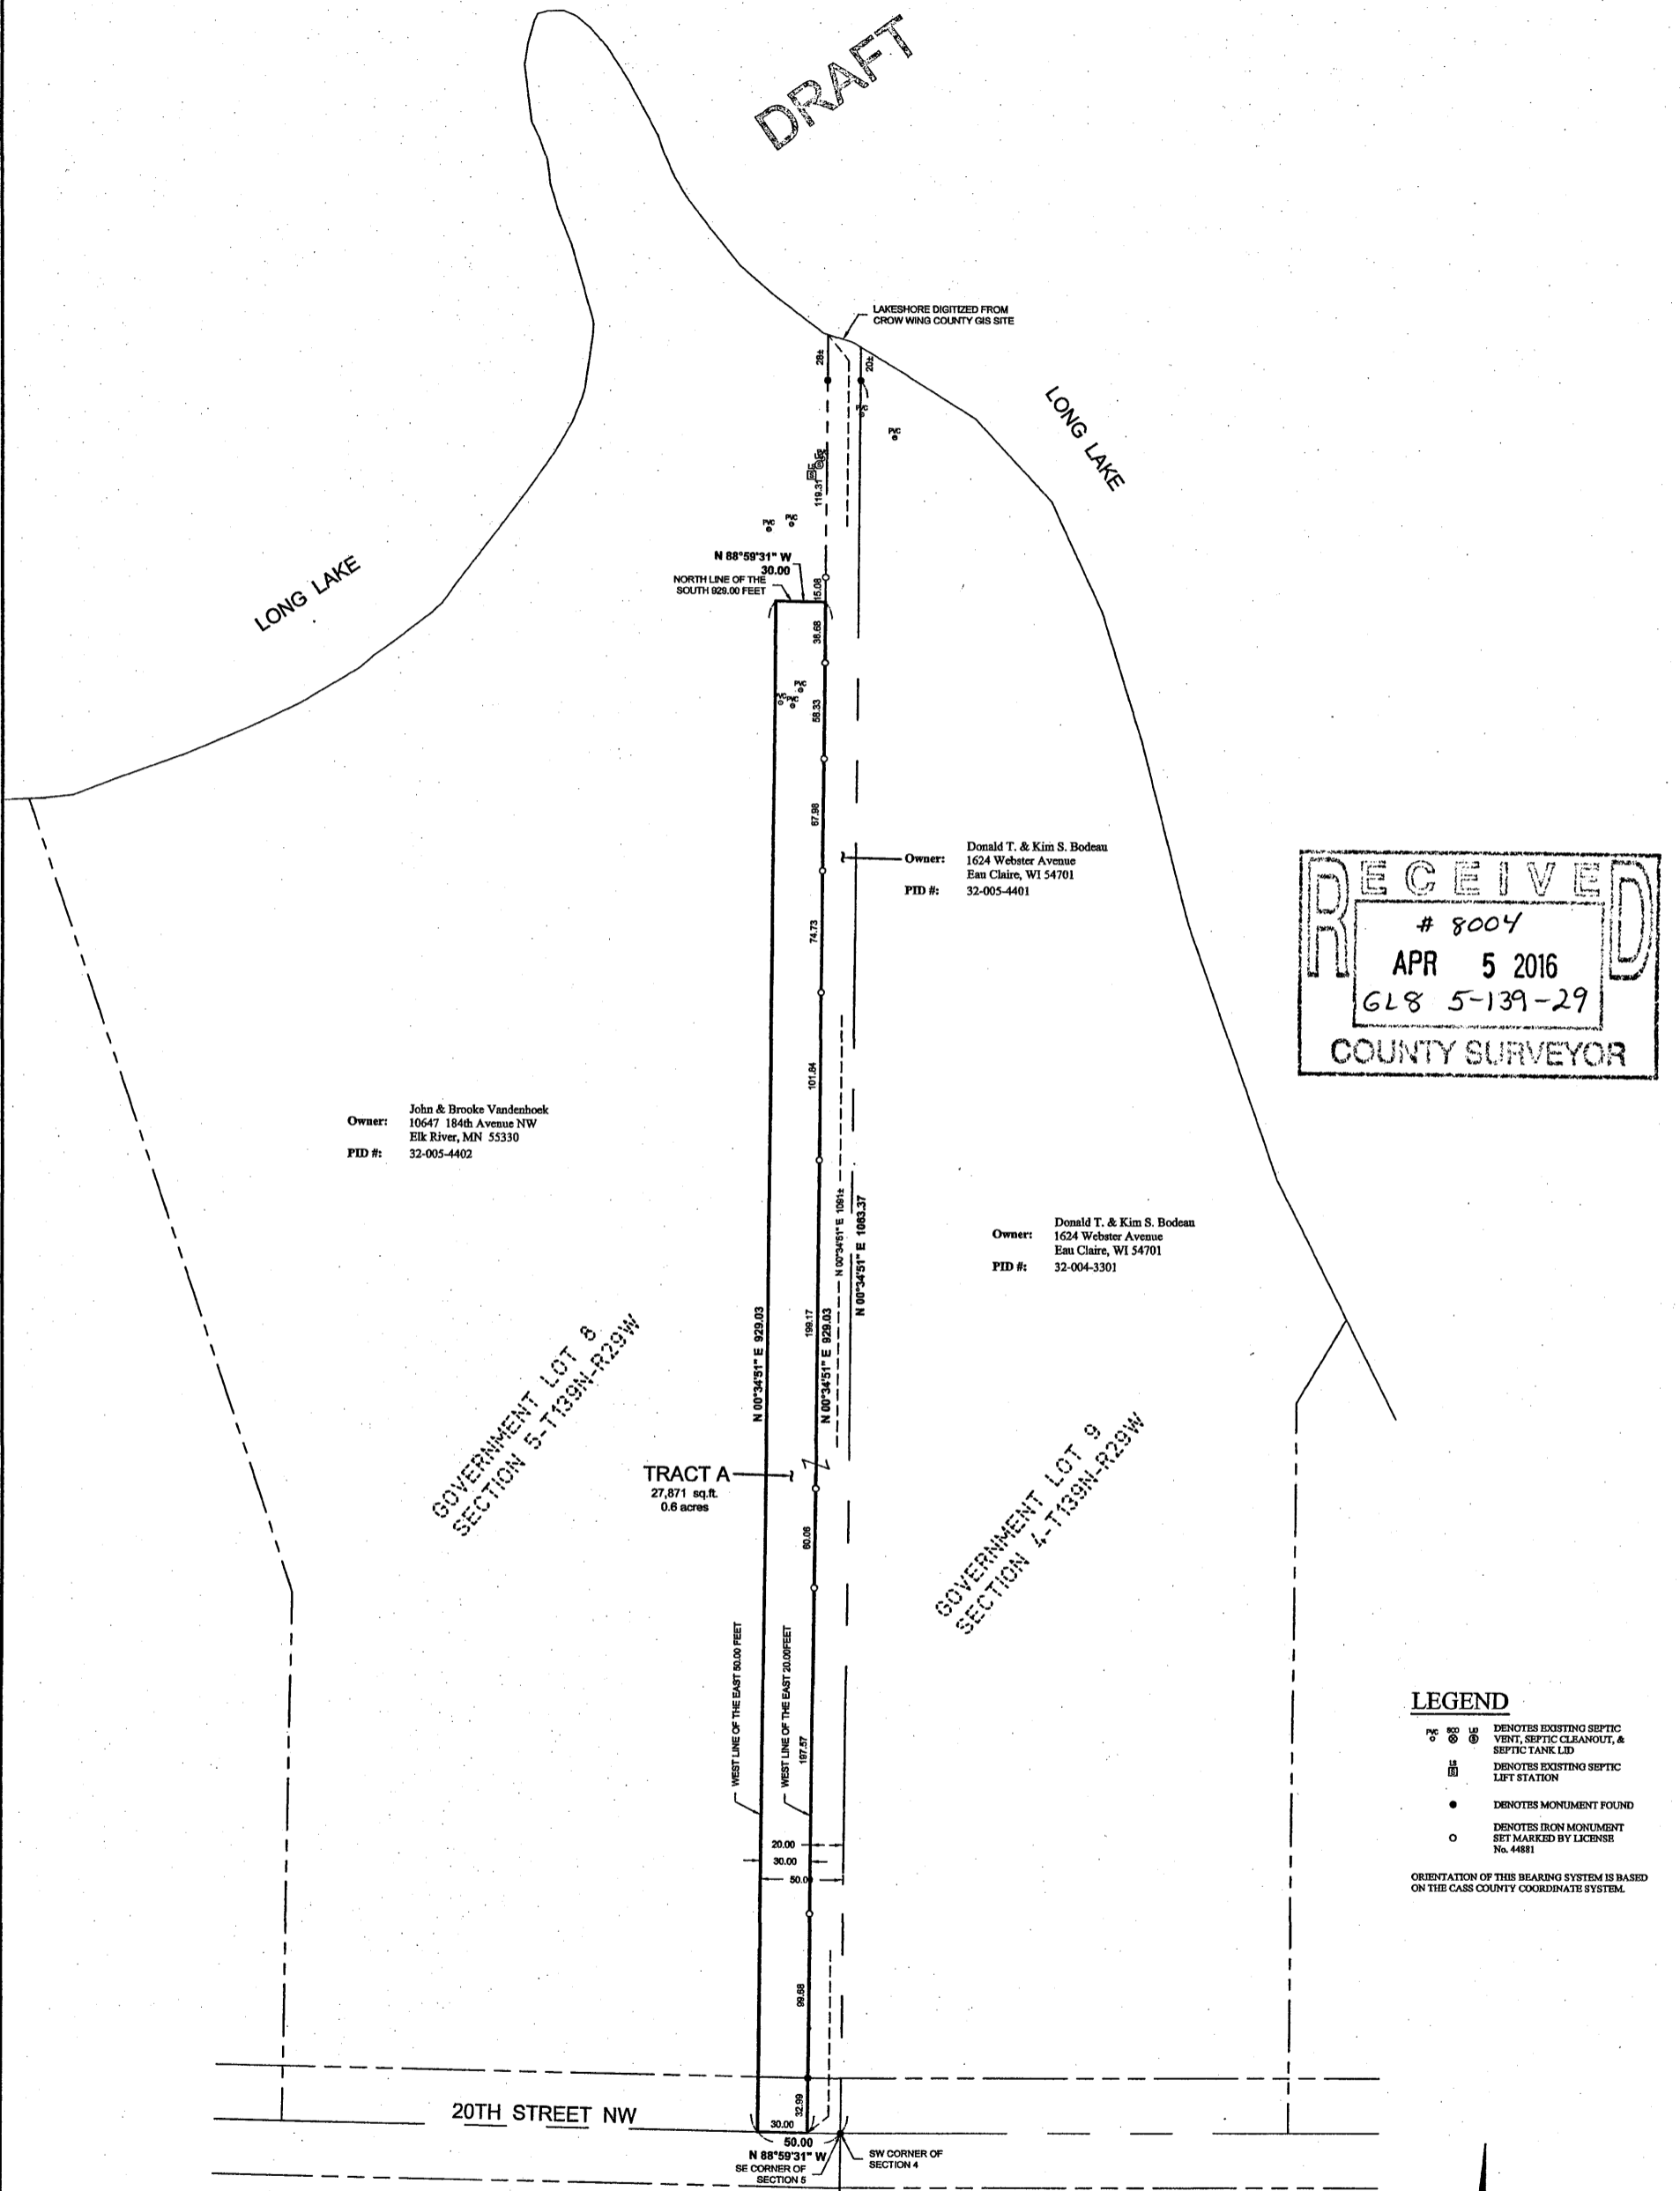 DRAFT
LAKESHORE DIGITIZED FROM
CROW WING COUNTY GIS SITE
28±
20±
PVC
PVC
LONG LAKE
119.31
PVC
PVC
N 88°59'31" W
30.00
NORTH LINE OF THE
SOUTH 929.00 FEET
15.08
LONG LAKE
38.68
PVC
PVC
PVC
58.33
67.98
Owner:
Donald T. & Kim S. Bodeau
1624 Webster Avenue
Eau Claire, WI 54701
PID #:
32-005-4401
RECEIVED
# 8004
APR 5 2016
GL8 5-139-29
COUNTY SURVEYOR
74.73
101.84
Owner:
John & Brooke Vandenhoek
10647 184th Avenue NW
Elk River, MN 55330
PID #:
32-005-4402
N 00°34'51" E 1091±
N 00°34'51" E 1083.37
Owner:
Donald T. & Kim S. Bodeau
1624 Webster Avenue
Eau Claire, WI 54701
PID #:
32-004-3301
N 00°34'51" E 929.03
199.17
N 00°34'51" E 929.03
GOVERNMENT LOT 8
SECTION 5-T139N-R29W
GOVERNMENT LOT 9
SECTION 4-T139N-R29W
TRACT A
27,871 sq.ft.
0.6 acres
60.06
WEST LINE OF THE EAST 50.00 FEET
WEST LINE OF THE EAST 20.00FEET
197.57
20.00
30.00
50.00
99.68
LEGEND
PVC
SCO
LID
DENOTES EXISTING SEPTIC
VENT, SEPTIC CLEANOUT, &
SEPTIC TANK LID
LS
DENOTES EXISTING SEPTIC
LIFT STATION
DENOTES MONUMENT FOUND
DENOTES IRON MONUMENT
SET MARKED BY LICENSE
No. 44881
ORIENTATION OF THIS BEARING SYSTEM IS BASED
ON THE CASS COUNTY COORDINATE SYSTEM.
20TH STREET NW
32.99
30.00
50.00
N 88°59'31" W
SE CORNER OF
SECTION 5
SW CORNER OF
SECTION 4